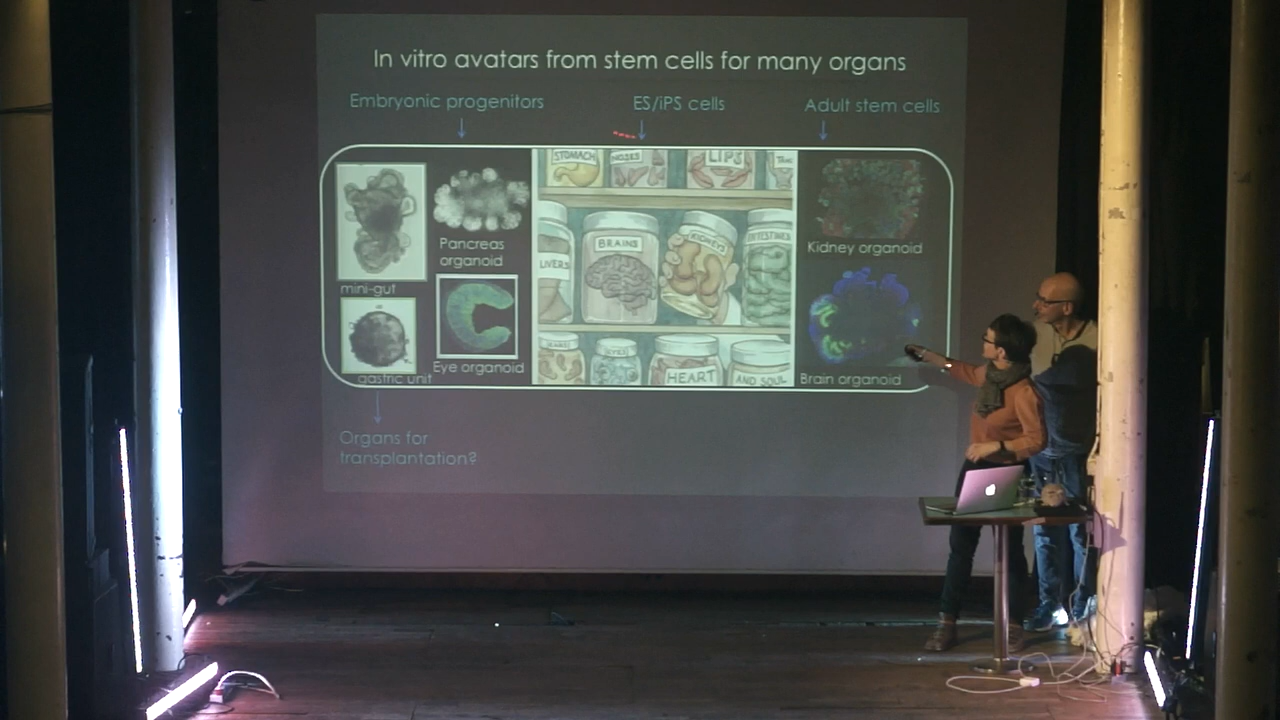 In vitro avatars from stem cells for many organs
Embryonic progenitors
ES/iPS cells
Adult stem cells
STOMACH
NOSES
LIPS
Pancreas
organoid
mini-gut
LIVERS
BRAINS
KIDNEYS
Kidney organoid
gastric unit
Eye organoid
HEART
AND SOUL
Brain organoid
Organs for
transplantation?